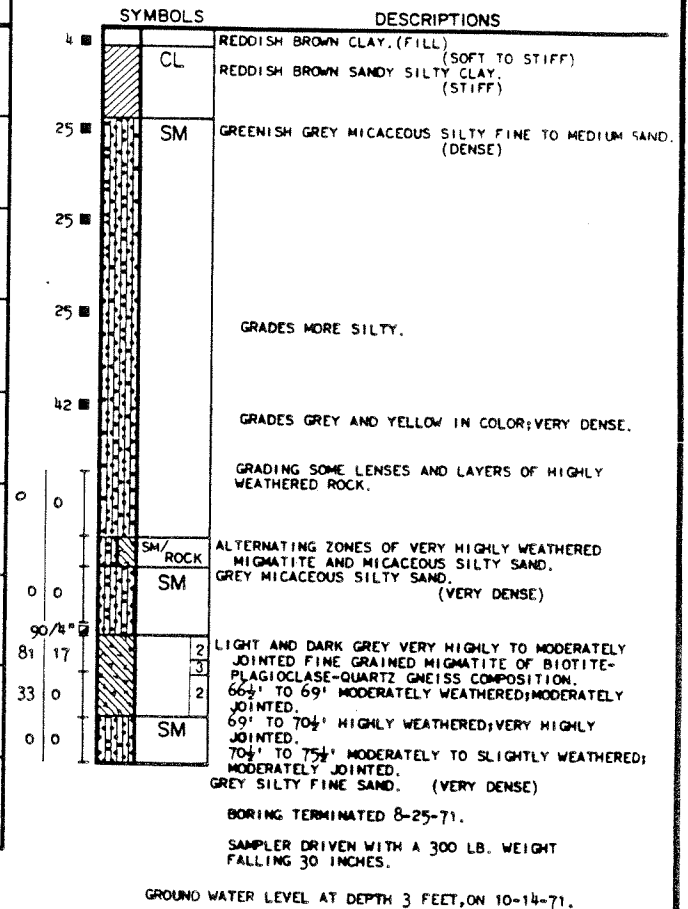 SYMBOLS DESCRIPTIONS
4 REDDISH BROWN CLAY.(FILL)
CL (SOFT TO STIFF)
REDDISH BROWN SANDY SILTY CLAY.
(STIFF)
25 SM GREENISH GREY MICACEOUS SILTY FINE TO MEDIUM SAND.
(DENSE)
25
25
GRADES MORE SILTY.
42
GRADES GREY AND YELLOW IN COLOR;VERY DENSE.
GRADING SOME LENSES AND LAYERS OF HIGHLY
WEATHERED ROCK.
0 0
SM/ ALTERNATING ZONES OF VERY HIGHLY WEATHERED
ROCK MIGMATITE AND MICACEOUS SILTY SAND.
SM GREY MICACEOUS SILTY SAND.
0 0 (VERY DENSE)
90/4"
81 17 2 LIGHT AND DARK GREY VERY HIGHLY TO MODERATELY
3 JOINTED FINE GRAINED MIGMATITE OF BIOTITE-
PLAGIOCLASE-QUARTZ GNEISS COMPOSITION.
33 0 2 66½' TO 69' MODERATELY WEATHERED;MODERATELY
JOINTED.
SM 69' TO 70½' HIGHLY WEATHERED;VERY HIGHLY
0 0 JOINTED.
70½' TO 75½' MODERATELY TO SLIGHTLY WEATHERED;
MODERATELY JOINTED.
GREY SILTY FINE SAND. (VERY DENSE)
BORING TERMINATED 8-25-71.
SAMPLER DRIVEN WITH A 300 LB. WEIGHT
FALLING 30 INCHES.
GROUND WATER LEVEL AT DEPTH 3 FEET,ON 10-14-71.